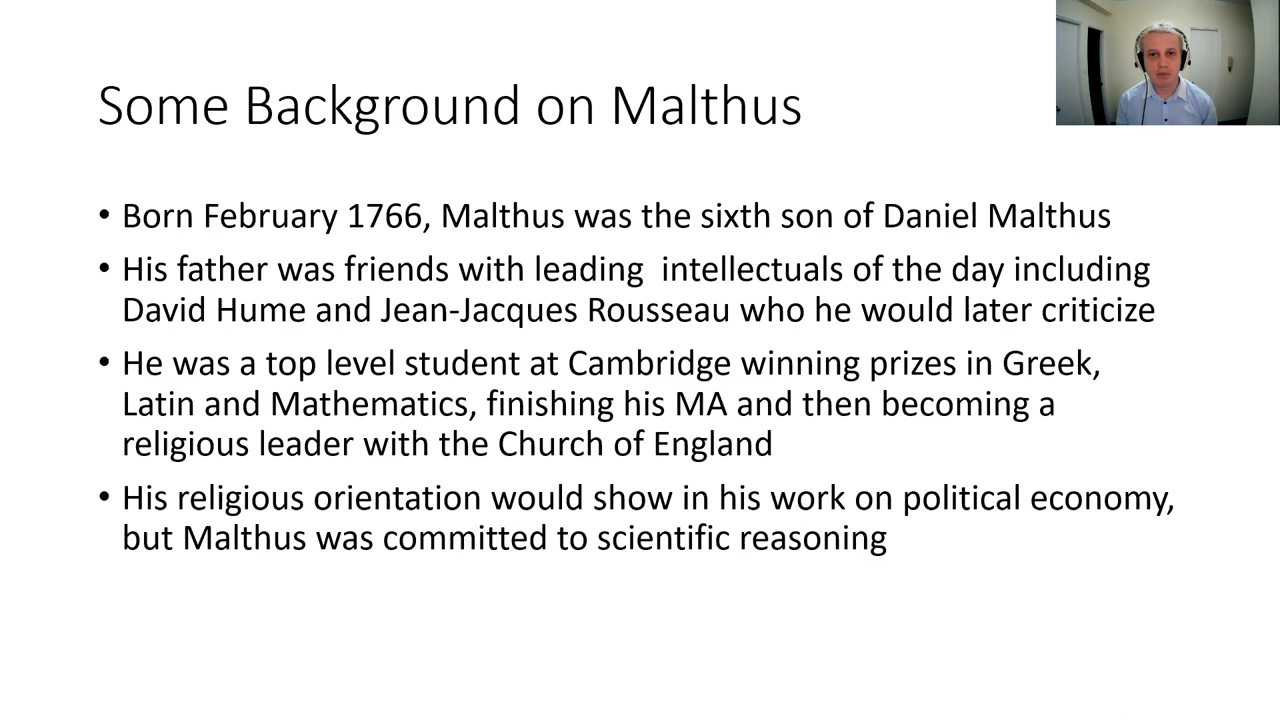 Some Background on Malthus
• Born February 1766, Malthus was the sixth son of Daniel Malthus
• His father was friends with leading  intellectuals of the day including
David Hume and Jean-Jacques Rousseau who he would later criticize
• He was a top level student at Cambridge winning prizes in Greek,
Latin and Mathematics, finishing his MA and then becoming a
religious leader with the Church of England
• His religious orientation would show in his work on political economy,
but Malthus was committed to scientific reasoning